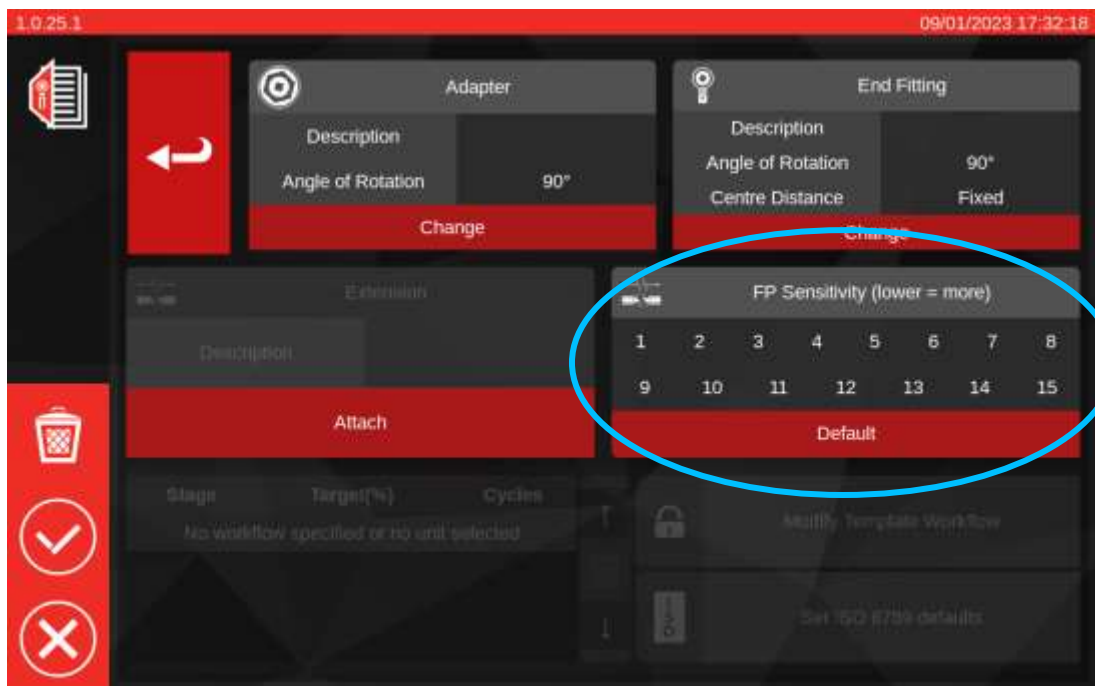 1.0.25.1
09/01/2023 17:32:18
Adapter
Description
Angle of Rotation 90°
Change
End Fitting
Description
Angle of Rotation 90°
Centre Distance Fixed
Change
Extension
Description
Attach
FP Sensitivity (lower = more)
1 2 3 4 5 6 7 8
9 10 11 12 13 14 15
Default
Stage Target(%) Cycles
No workflow specified or no unit selected
Modify Template Workflow
Set ISO 6789 defaults